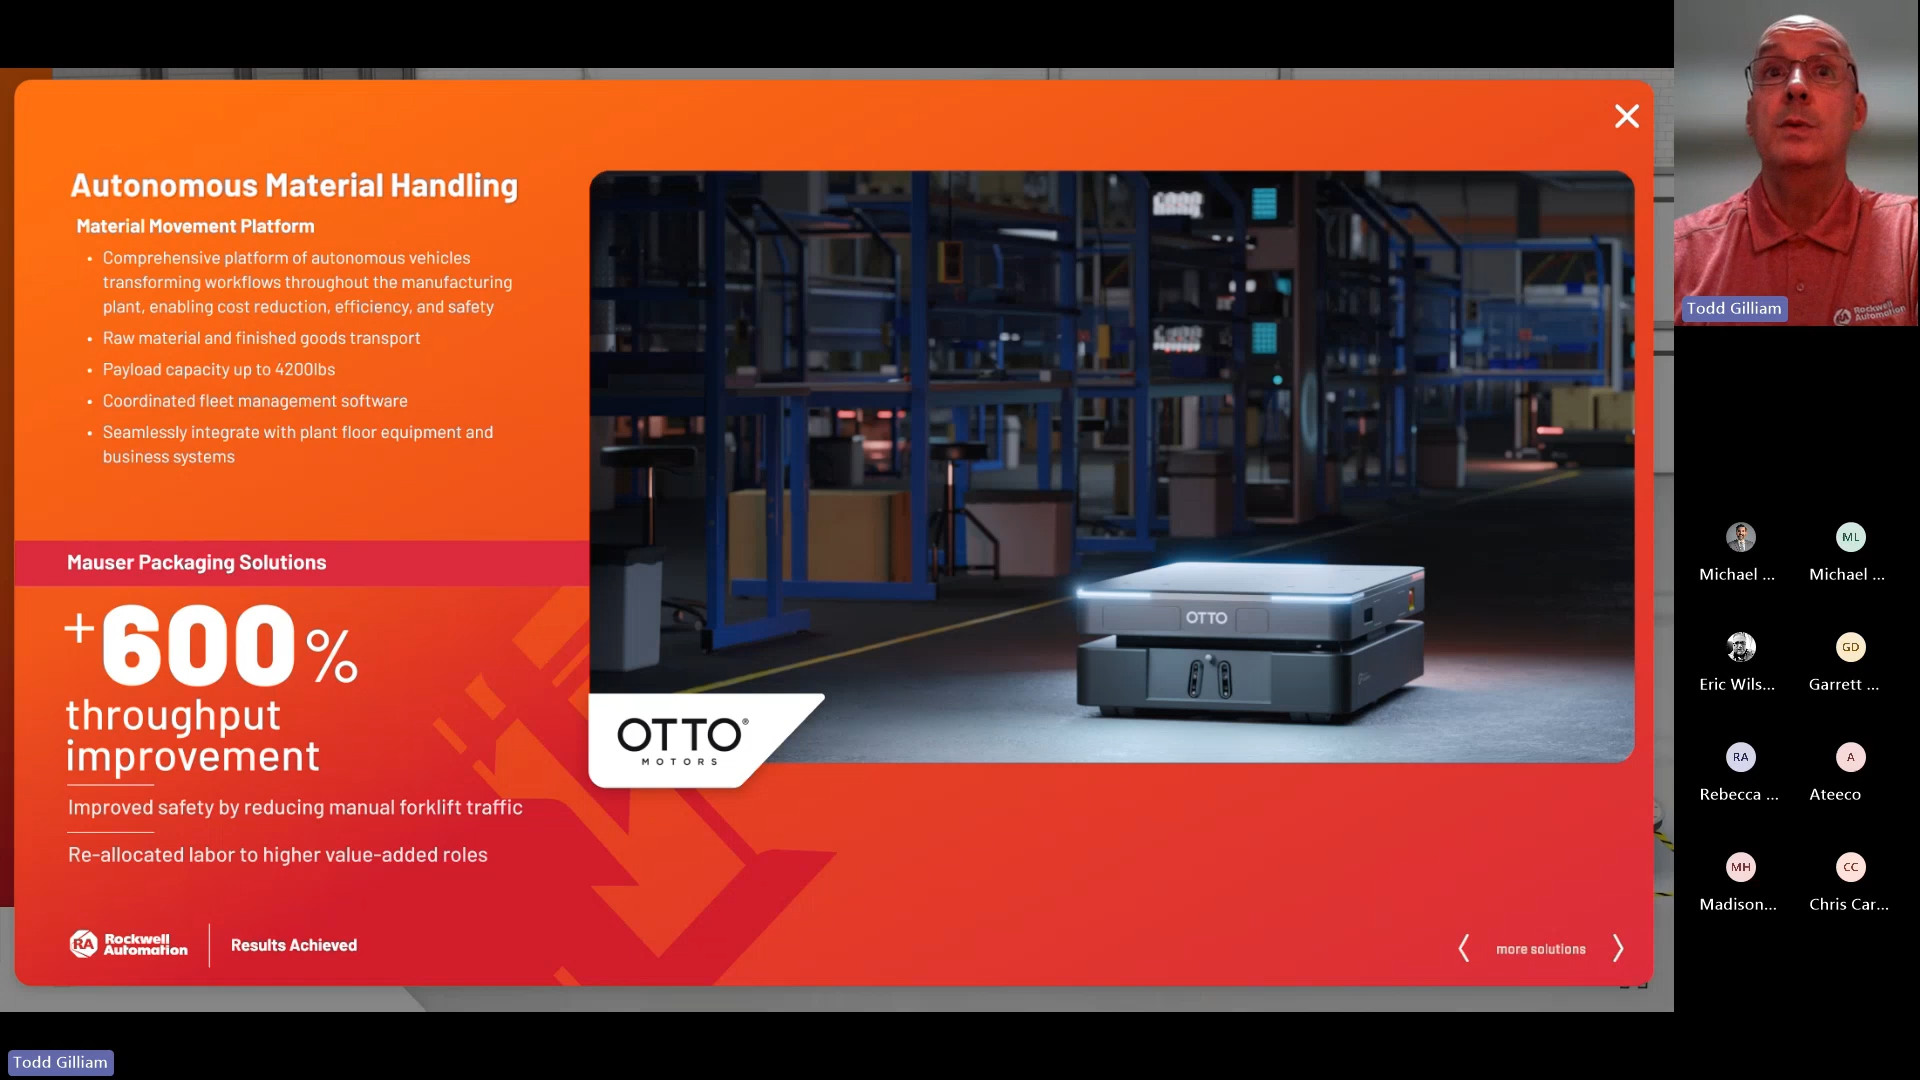 Autonomous Material Handling
Material Movement Platform
• Comprehensive platform of autonomous vehicles
transforming workflows throughout the manufacturing
plant, enabling cost reduction, efficiency, and safety
• Raw material and finished goods transport
• Payload capacity up to 4200lbs
• Coordinated fleet management software
• Seamlessly integrate with plant floor equipment and
business systems
Mauser Packaging Solutions
+600%
throughput
improvement
Improved safety by reducing manual forklift traffic
Re-allocated labor to higher value-added roles
RA Rockwell
Automation
Results Achieved
OTTO
OTTO®
MOTORS
more solutions
Todd Gilliam
Rockwell
Automation
Todd Gilliam
Michael ...
ML
Michael ...
Eric Wils...
GD
Garrett ...
RA
Rebecca ...
A
Ateeco
MH
Madison...
CC
Chris Car...